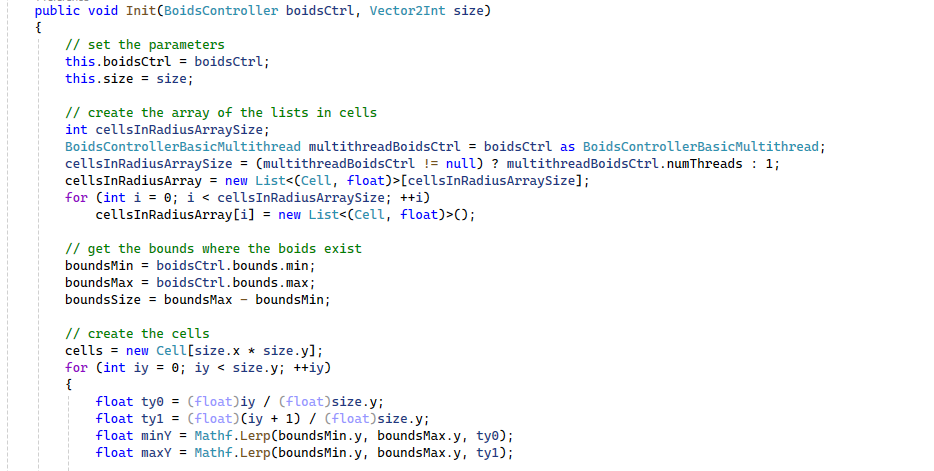 public void Init(BoidsController boidsCtrl, Vector2Int size)
{
    // set the parameters
    this.boidsCtrl = boidsCtrl;
    this.size = size;

    // create the array of the lists in cells
    int cellsInRadiusArraySize;
    BoidsControllerBasicMultithread multithreadBoidsCtrl = boidsCtrl as BoidsControllerBasicMultithread;
    cellsInRadiusArraySize = (multithreadBoidsCtrl != null) ? multithreadBoidsCtrl.numThreads : 1;
    cellsInRadiusArray = new List<(Cell, float)>[cellsInRadiusArraySize];
    for (int i = 0; i < cellsInRadiusArraySize; ++i)
        cellsInRadiusArray[i] = new List<(Cell, float)>();

    // get the bounds where the boids exist
    boundsMin = boidsCtrl.bounds.min;
    boundsMax = boidsCtrl.bounds.max;
    boundsSize = boundsMax - boundsMin;

    // create the cells
    cells = new Cell[size.x * size.y];
    for (int iy = 0; iy < size.y; ++iy)
    {
        float ty0 = (float)iy / (float)size.y;
        float ty1 = (float)(iy + 1) / (float)size.y;
        float minY = Mathf.Lerp(boundsMin.y, boundsMax.y, ty0);
        float maxY = Mathf.Lerp(boundsMin.y, boundsMax.y, ty1);